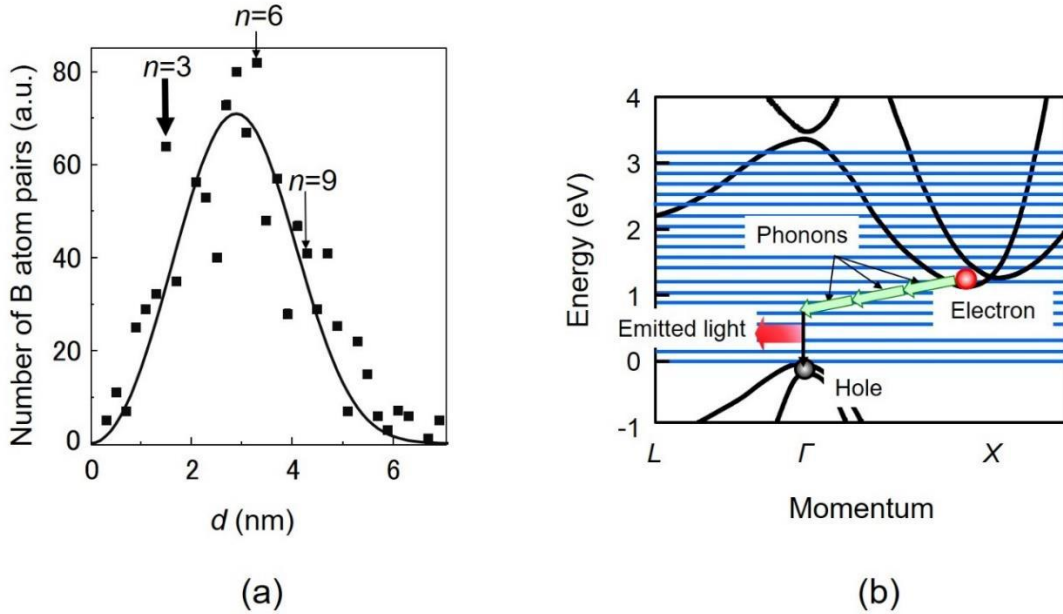 n=6
n=3
n=9
80
60
40
20
0
Number of B atom pairs (a.u.)
0 2 4 6
d (nm)
(a)
4
3
2
1
0
-1
Energy (eV)
Phonons
Electron
Emitted light
Hole
L Γ X
Momentum
(b)